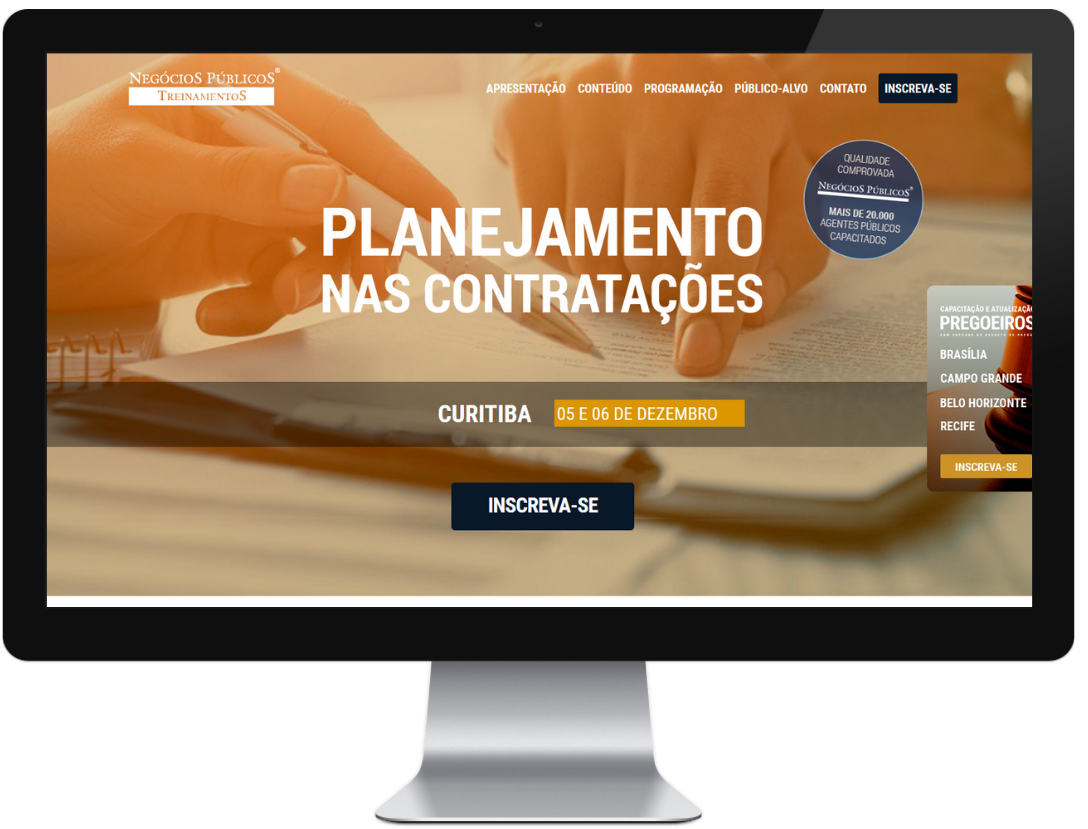 NEGÓCIOS PÚBLICOS®
TREINAMENTOS
APRESENTAÇÃO CONTEÚDO PROGRAMAÇÃO PÚBLICO-ALVO CONTATO INSCREVA-SE
QUALIDADE
COMPROVADA
NEGÓCIOS PÚBLICOS®
MAIS DE 20.000
AGENTES PÚBLICOS
CAPACITADOS
PLANEJAMENTO
NAS CONTRATAÇÕES
CURITIBA 05 E 06 DE DEZEMBRO
INSCREVA-SE
CAPACITAÇÃO E ATUALIZAÇÃO
PREGOEIROS
BRASÍLIA
CAMPO GRANDE
BELO HORIZONTE
RECIFE
INSCREVA-SE